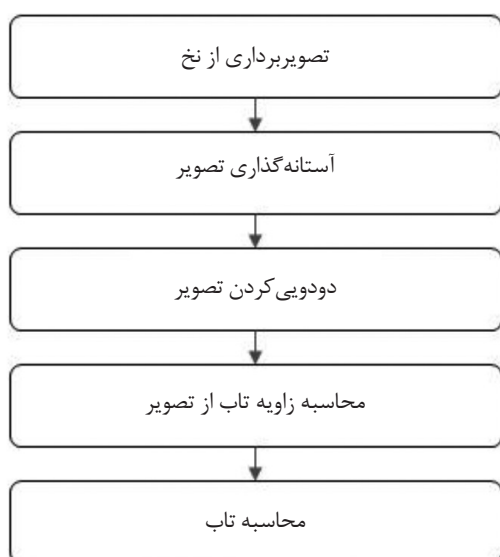 تصویربرداری از نخ
آستانه‌گذاری تصویر
دودویی‌کردن تصویر
محاسبه زاویه تاب از تصویر
محاسبه تاب